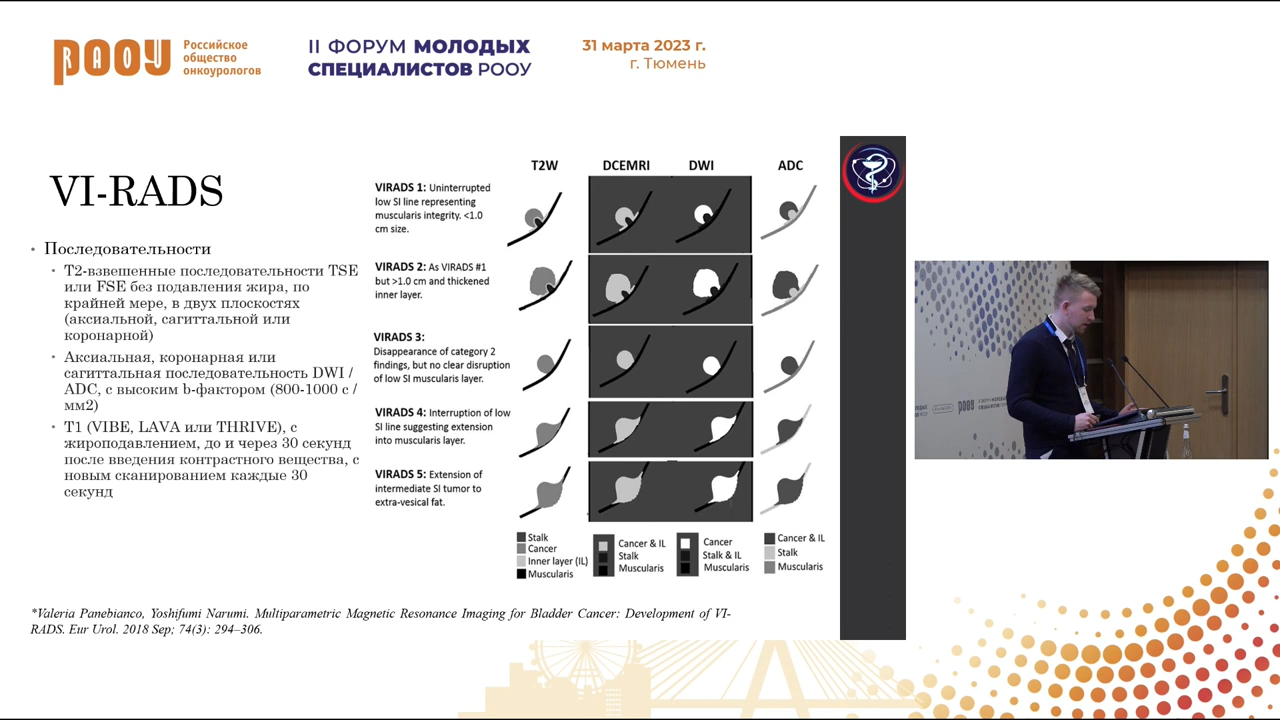 РООУ
RAOU
Российское
общество
онкоурологов
II ФОРУМ МОЛОДЫХ
СПЕЦИАЛИСТОВ РООУ
31 марта 2023 г.
г. Тюмень
VI-RADS
• Последовательности
• Т2-взвешенные последовательности TSE
или FSE без подавления жира, по
крайней мере, в двух плоскостях
(аксиальной, сагиттальной или
коронарной)
• Аксиальная, коронарная или
сагиттальная последовательность DWI /
ADC, с высоким b-фактором (800-1000 с /
мм2)
• Т1 (VIBE, LAVA или THRIVE), с
жироподавлением, до и через 30 секунд
после введения контрастного вещества, с
новым сканированием каждые 30
секунд
T2W DCEMRI DWI ADC
VIRADS 1: Uninterrupted
low SI line representing
muscularis integrity. <1.0
cm size.
VIRADS 2: As VIRADS #1
but >1.0 cm and thickened
inner layer.
VIRADS 3:
Disappearance of category 2
findings, but no clear disruption
of low SI muscularis layer.
VIRADS 4: Interruption of low
SI line suggesting extension
into muscularis layer.
VIRADS 5: Extension of
intermediate SI tumor to
extra-vesical fat.
Stalk
Cancer
Inner layer (IL)
Muscularis
Cancer & IL
Stalk
Muscularis
Cancer
Stalk & IL
Muscularis
Cancer & IL
Stalk
Muscularis
*Valeria Panebianco, Yoshifumi Narumi. Multiparametric Magnetic Resonance Imaging for Bladder Cancer: Development of VI-
RADS. Eur Urol. 2018 Sep; 74(3): 294–306.